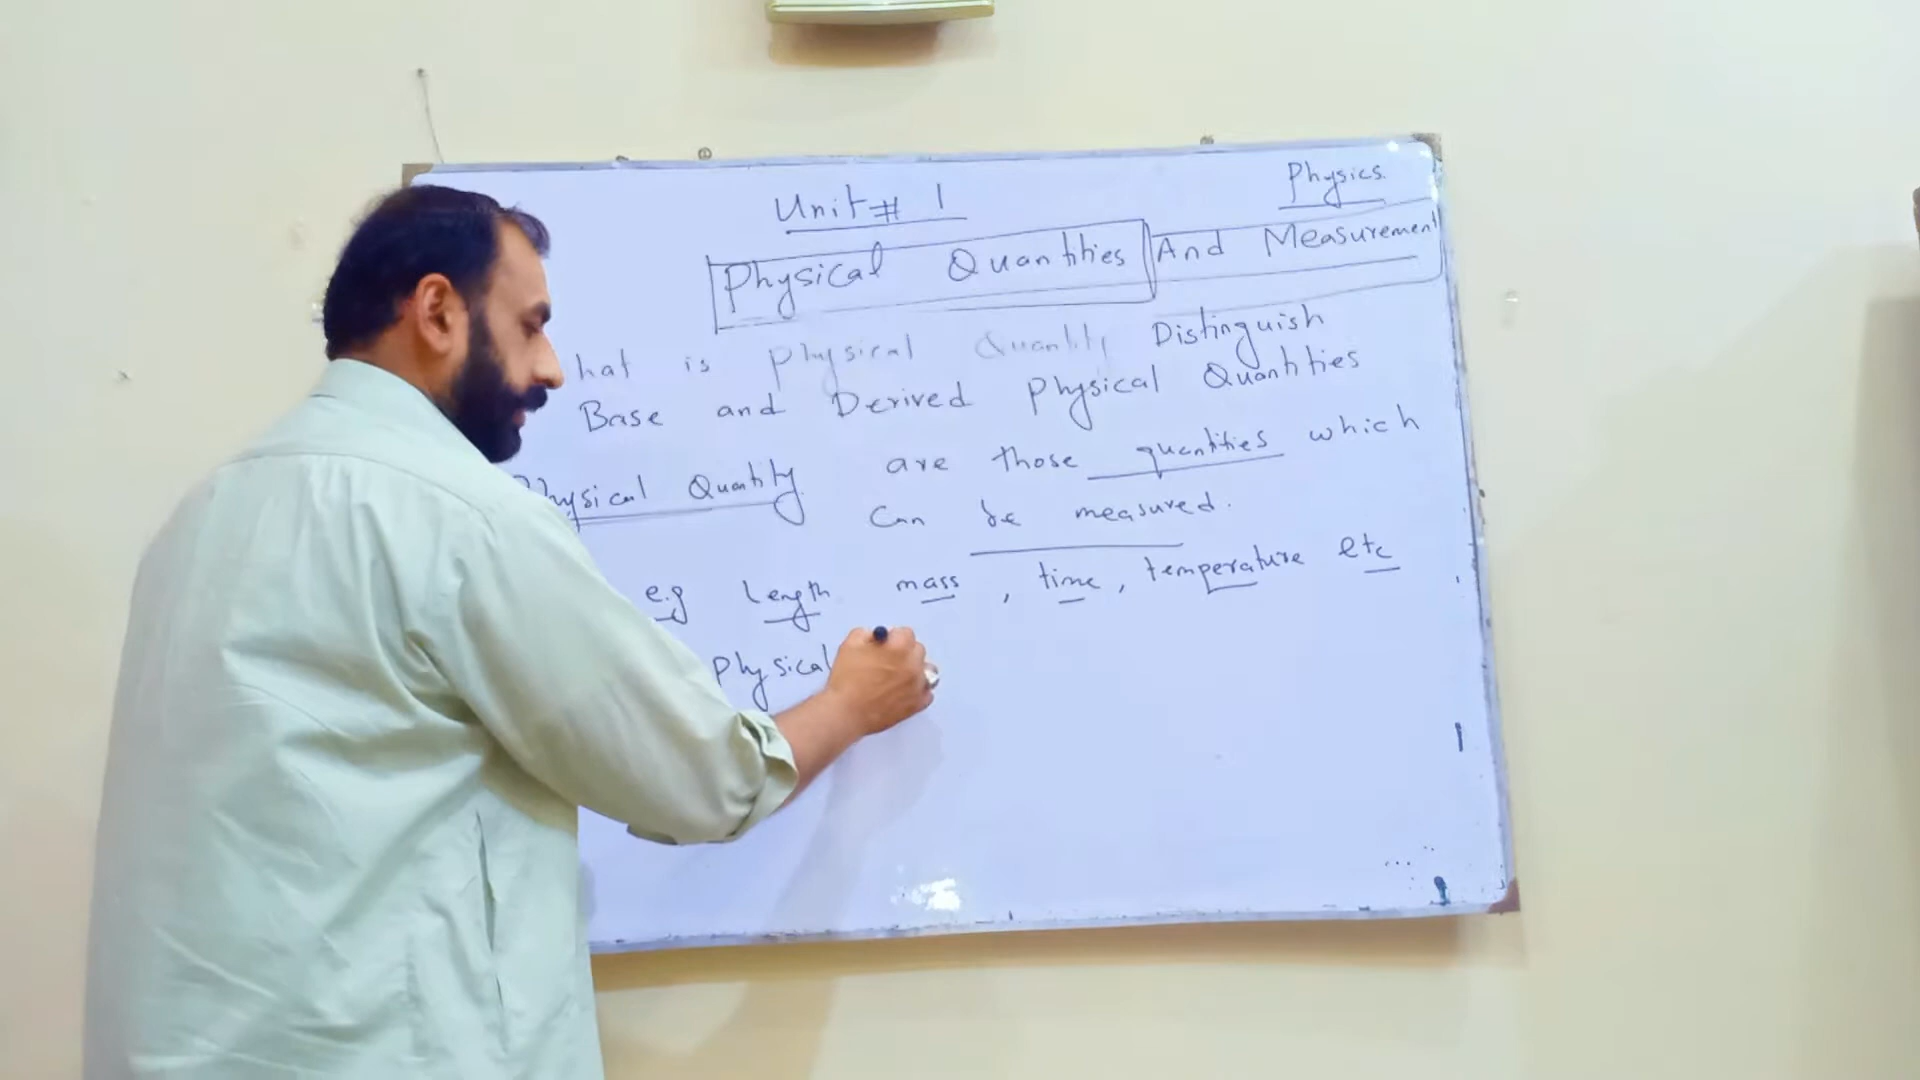 Physics.
Unit # 1
Physical Quantities And Measurement
hat is Physical Quantity Distinguish
Base and Derived Physical Quantities
Physical Quantity are those quantities which
Can be measured.
e.g Length mass, time, temperature etc
Physical